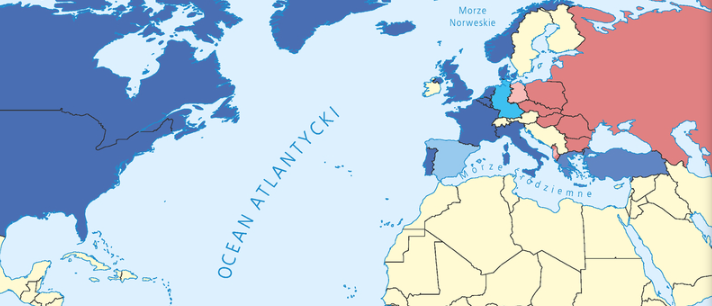 Morze
Norweskie
OCEAN ATLANTYCKI
Morze Śródziemne